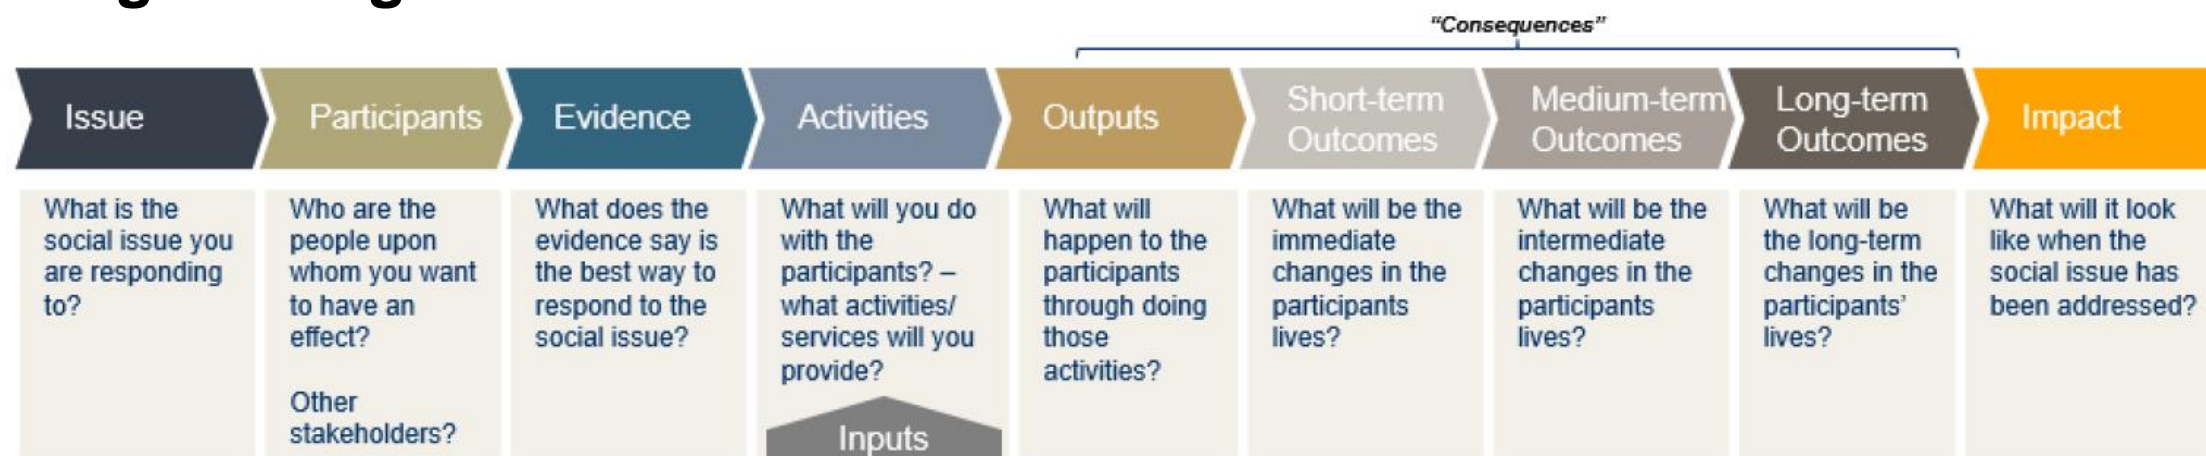 "Consequences"
Issue
Participants
Evidence
Activities
Outputs
Short-term
Outcomes
Medium-term
Outcomes
Long-term
Outcomes
Impact
What is the
social issue you
are responding
to?
Who are the
people upon
whom you want
to have an
effect?
Other
stakeholders?
What does the
evidence say is
the best way to
respond to the
social issue?
What will you do
with the
participants? –
what activities/
services will you
provide?
Inputs
What will
happen to the
participants
through doing
those
activities?
What will be the
immediate
changes in the
participants
lives?
What will be the
intermediate
changes in the
participants
lives?
What will be
the long-term
changes in the
participants'
lives?
What will it look
like when the
social issue has
been addressed?